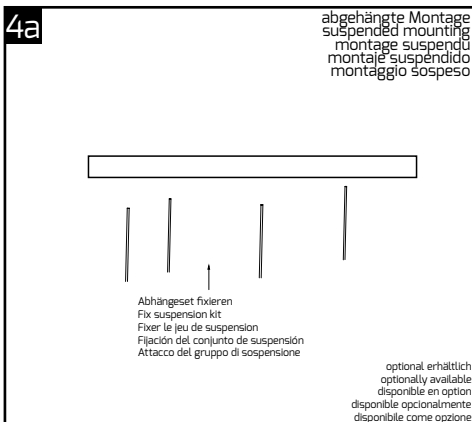 4a
abgehängte Montage
suspended mounting
montage suspendu
montaje suspendido
montaggio sospeso
Abhängeset fixieren
Fix suspension kit
Fixer le jeu de suspension
Fijación del conjunto de suspensión
Attacco del gruppo di sospensione
optional erhältlich
optionally available
disponible en option
disponible opcionalmente
disponibile come opzione